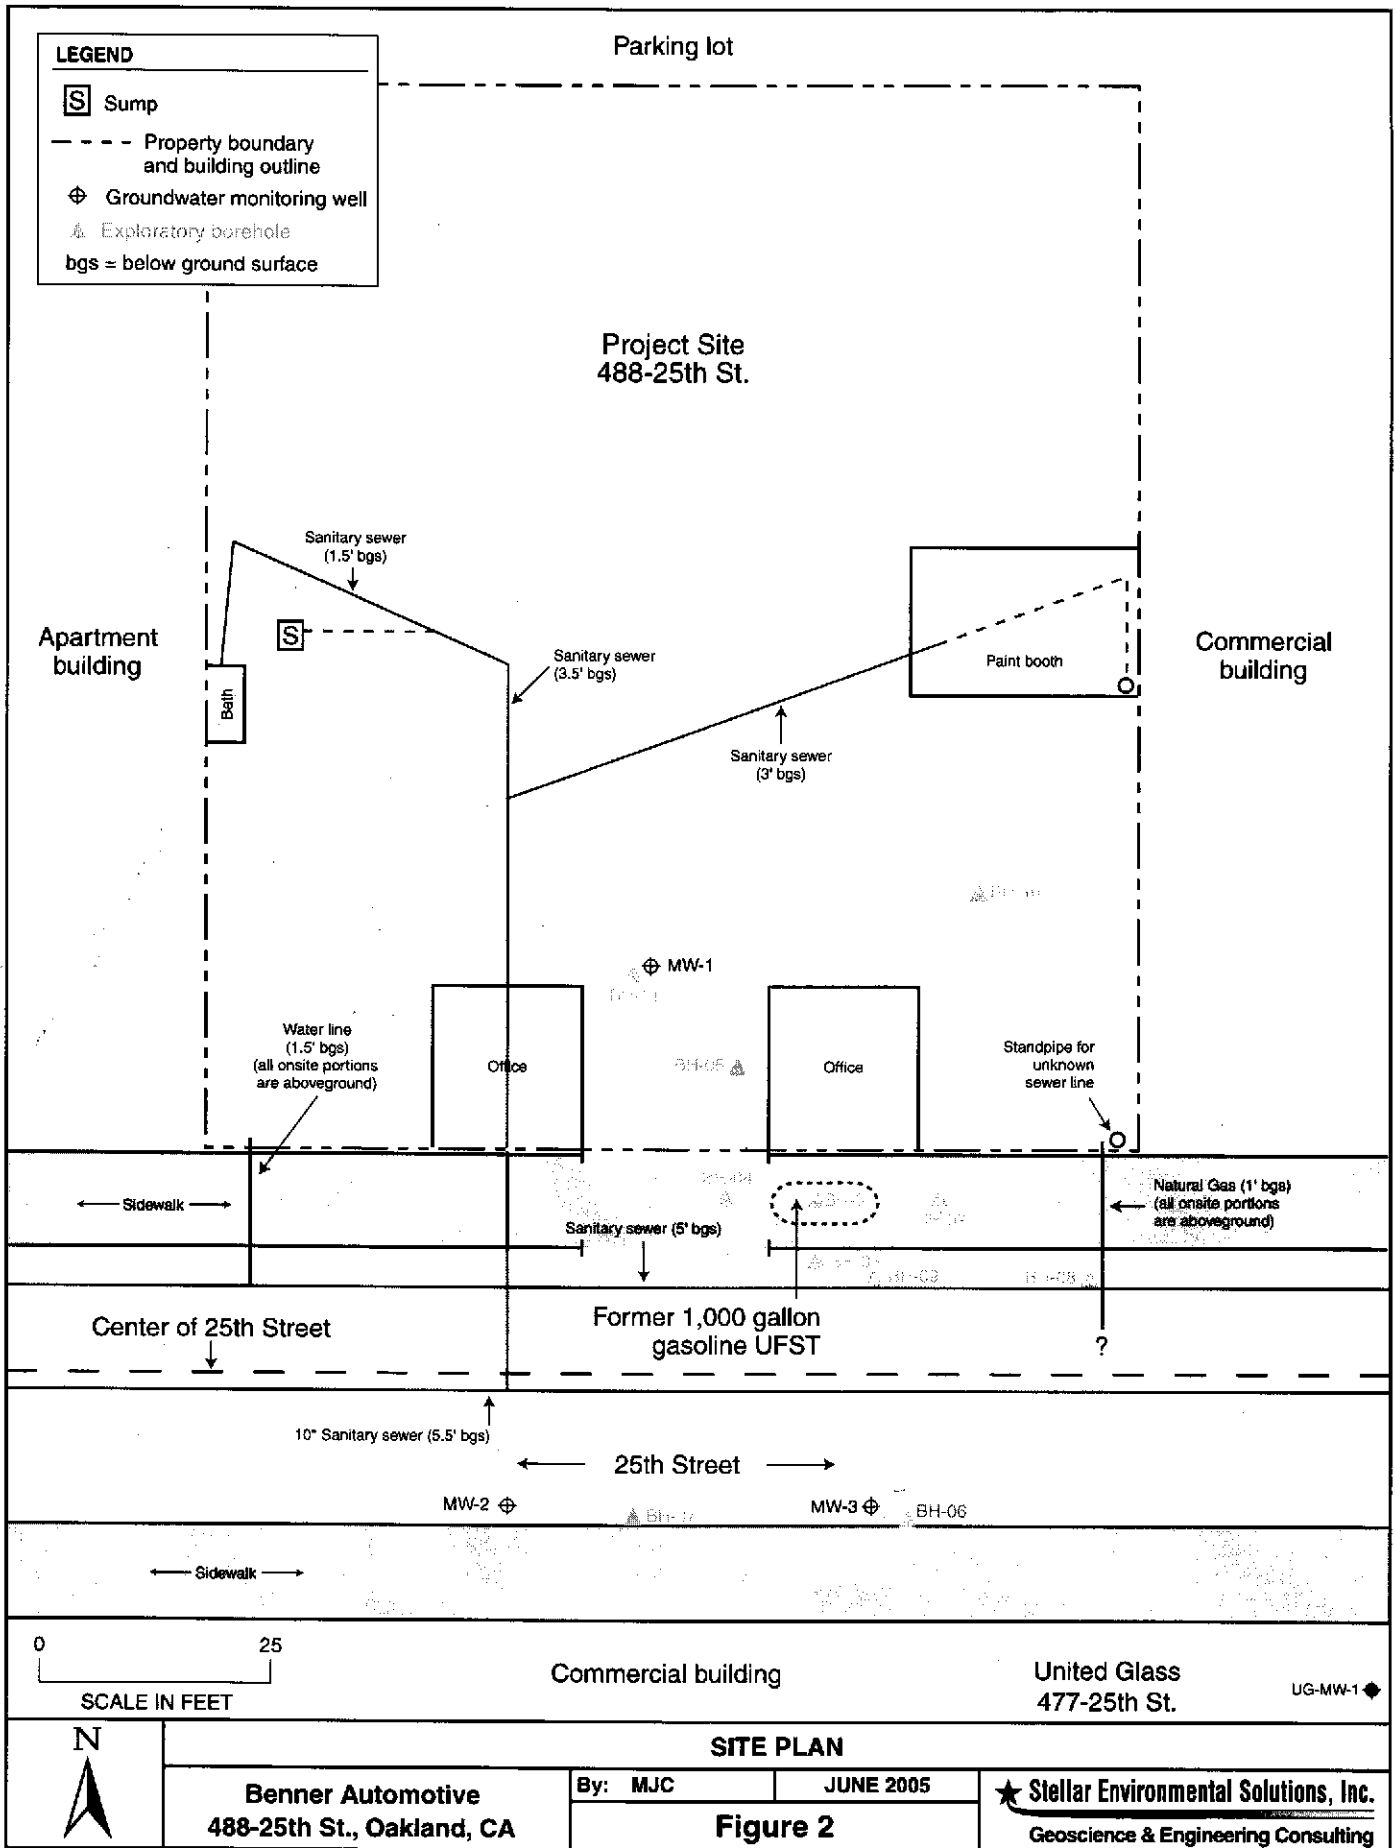 Parking lot
LEGEND
S Sump
Property boundary
and building outline
Groundwater monitoring well
Exploratory borehole
bgs = below ground surface
Project Site
488-25th St.
Sanitary sewer
(1.5' bgs)
S
Apartment
building
Bath
Sanitary sewer
(3.5' bgs)
Paint booth
Commercial
building
Sanitary sewer
(3' bgs)
MW-1
Water line
(1.5' bgs)
(all onsite portions
are aboveground)
Office
BH-05
Office
Standpipe for
unknown
sewer line
Sidewalk
Sanitary sewer (5' bgs)
Natural Gas (1' bgs)
(all onsite portions
are aboveground)
BH-03
BH-08
Center of 25th Street
Former 1,000 gallon
gasoline UFST
?
10" Sanitary sewer (5.5' bgs)
25th Street
MW-2
MW-3
BH-06
Sidewalk
0 25
SCALE IN FEET
Commercial building
United Glass
477-25th St.
UG-MW-1
N
SITE PLAN
Benner Automotive
488-25th St., Oakland, CA
By: MJC
JUNE 2005
Figure 2
Stellar Environmental Solutions, Inc.
Geoscience & Engineering Consulting